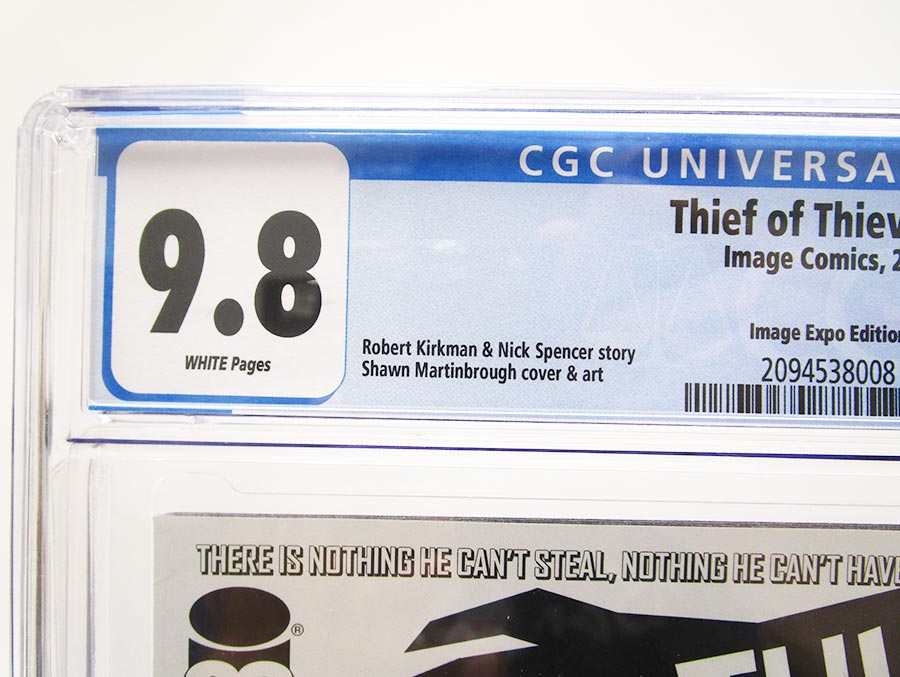 CGC UNIVERSA
9.8
WHITE Pages
Thief of Thiev
Image Comics, 2
Image Expo Edition
Robert Kirkman & Nick Spencer story
Shawn Martinbrough cover & art
2094538008
THERE IS NOTHING HE CAN'T STEAL, NOTHING HE CAN'T HAVE
®